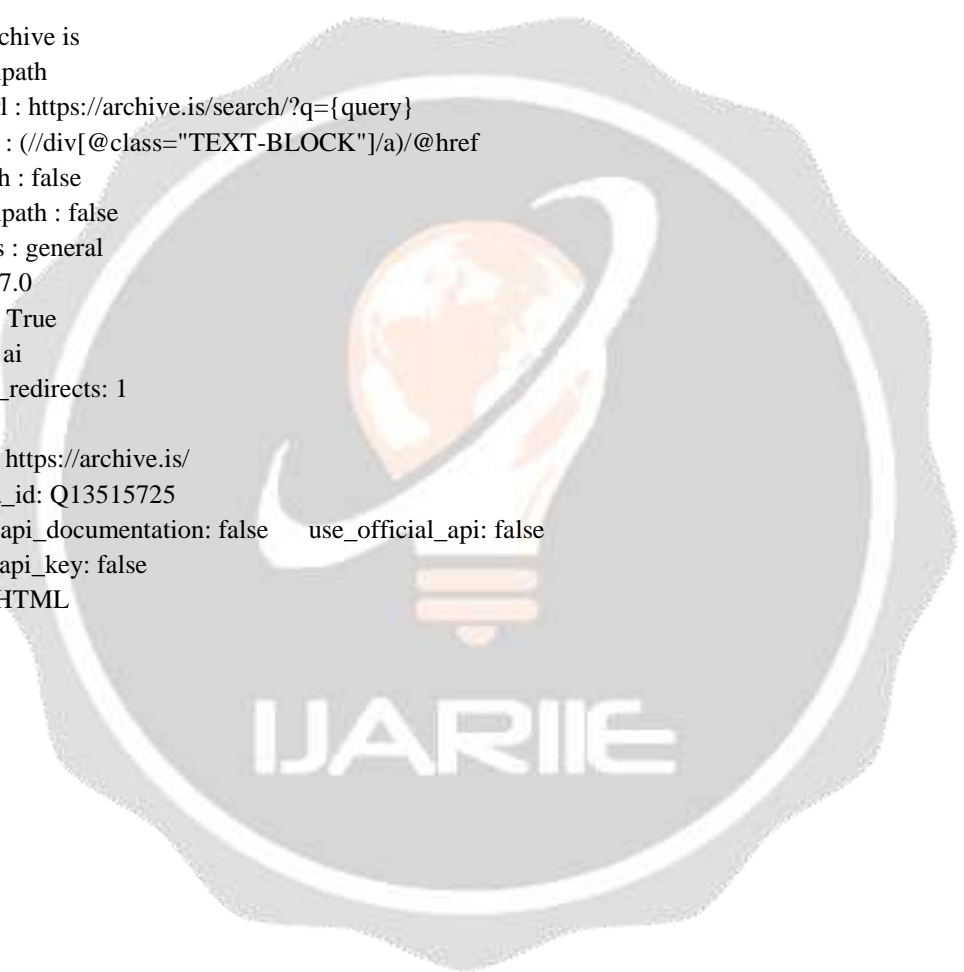 chive is
path
l : https://archive.is/search/?q={query}
: (//div[@class="TEXT-BLOCK"]/a)/@href
h : false
path : false
s : general
7.0
True
ai
_redirects: 1
https://archive.is/
_id: Q13515725
api_documentation: false use_official_api: false
api_key: false
HTML
IJARIIE